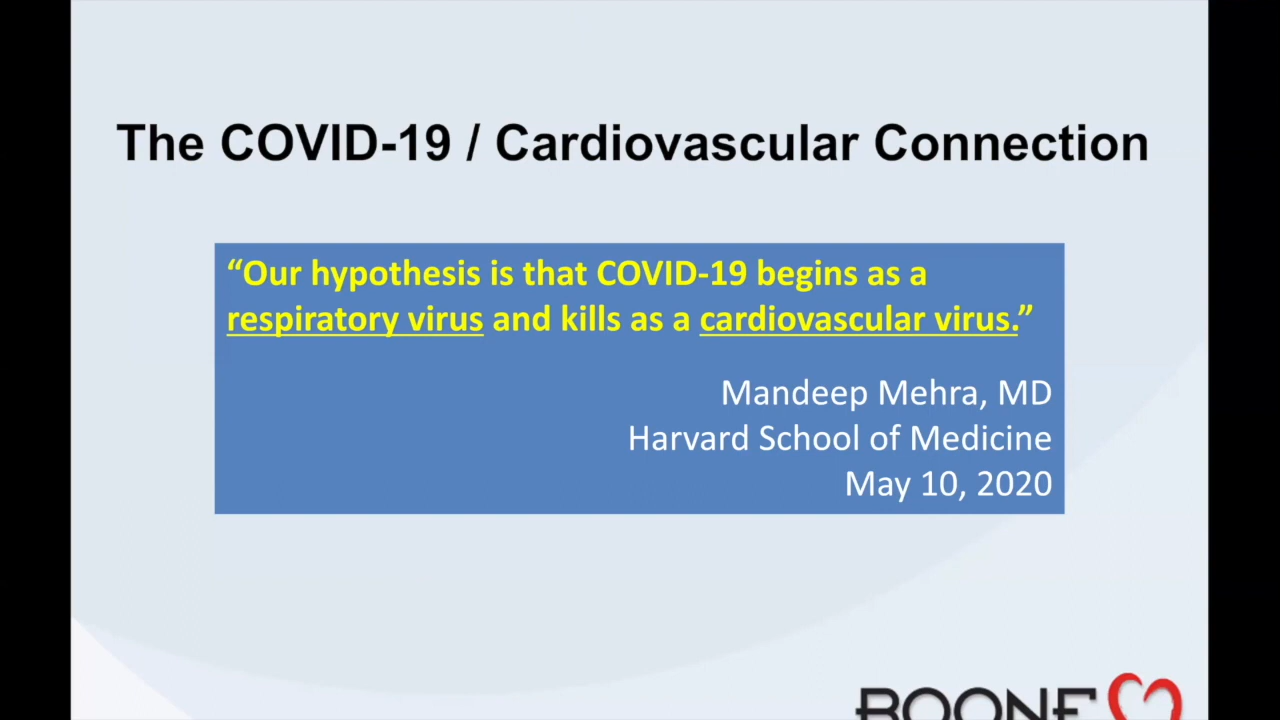 The COVID-19 / Cardiovascular Connection
“Our hypothesis is that COVID-19 begins as a
respiratory virus and kills as a cardiovascular virus.”
Mandeep Mehra, MD
Harvard School of Medicine
May 10, 2020
BOONE